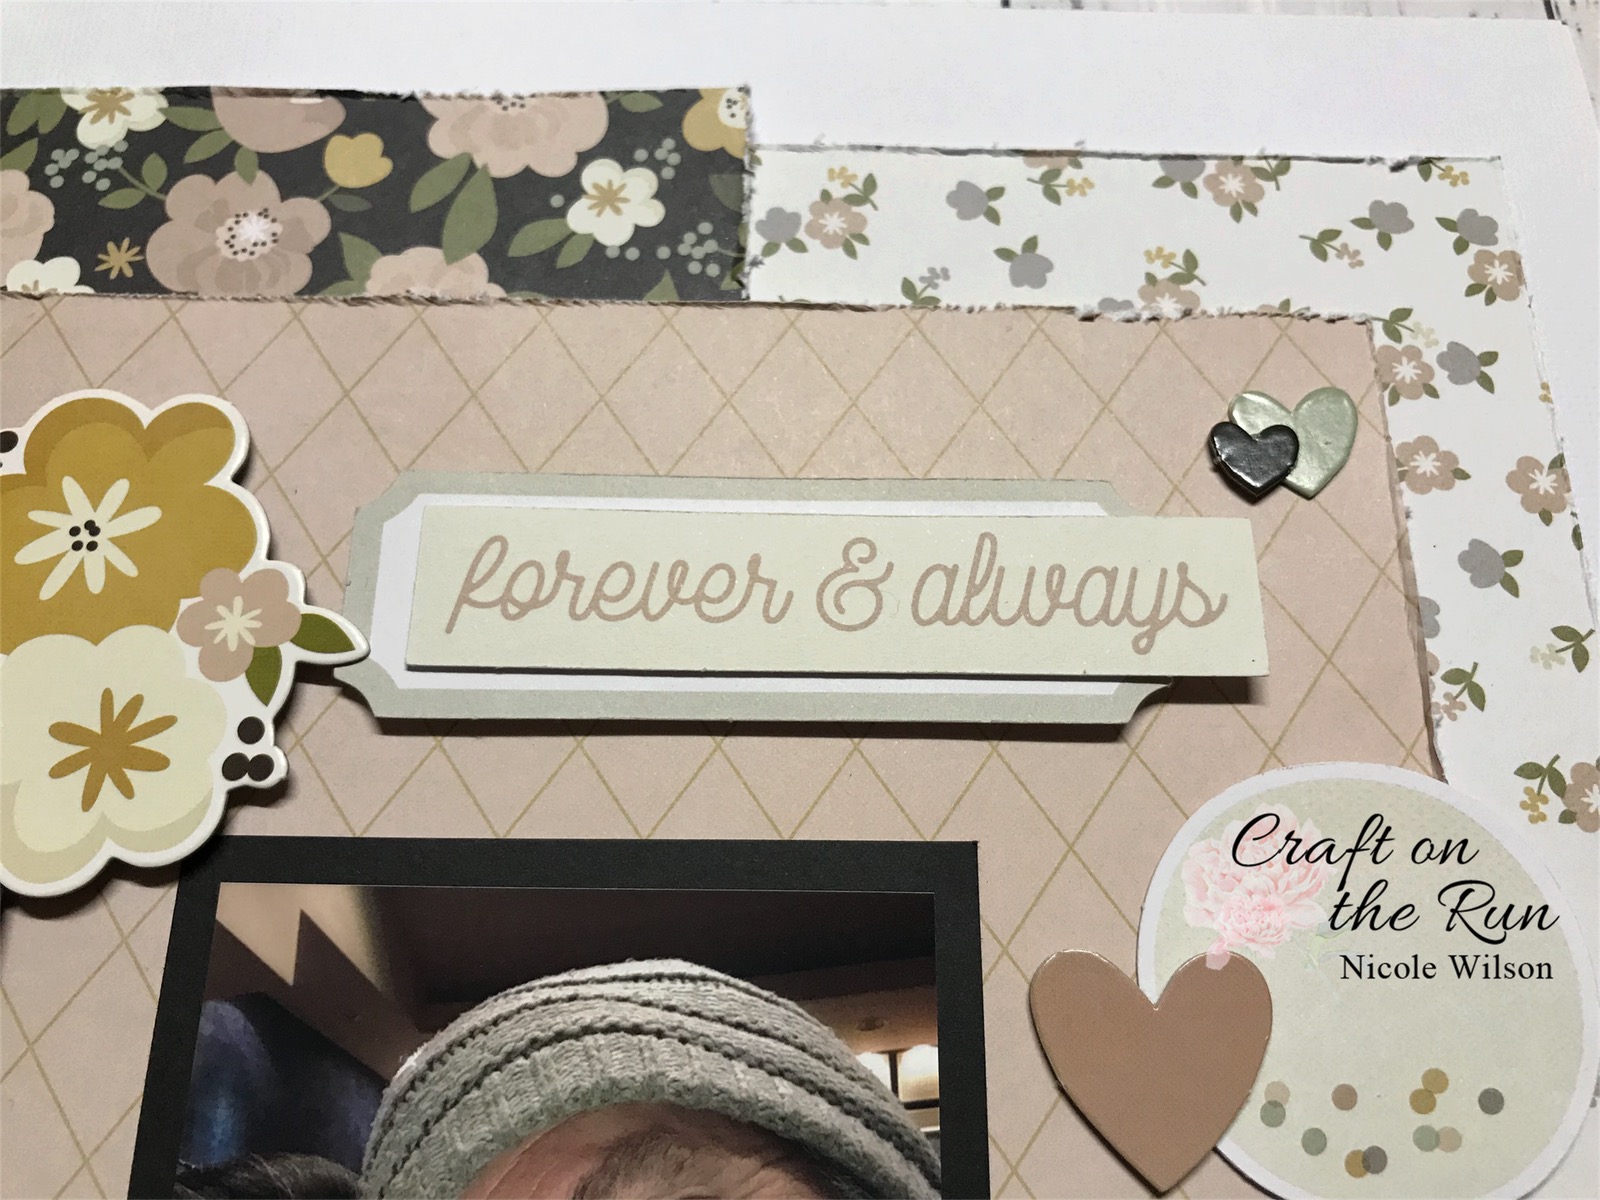 forever & always
Craft on
the Run
Nicole Wilson